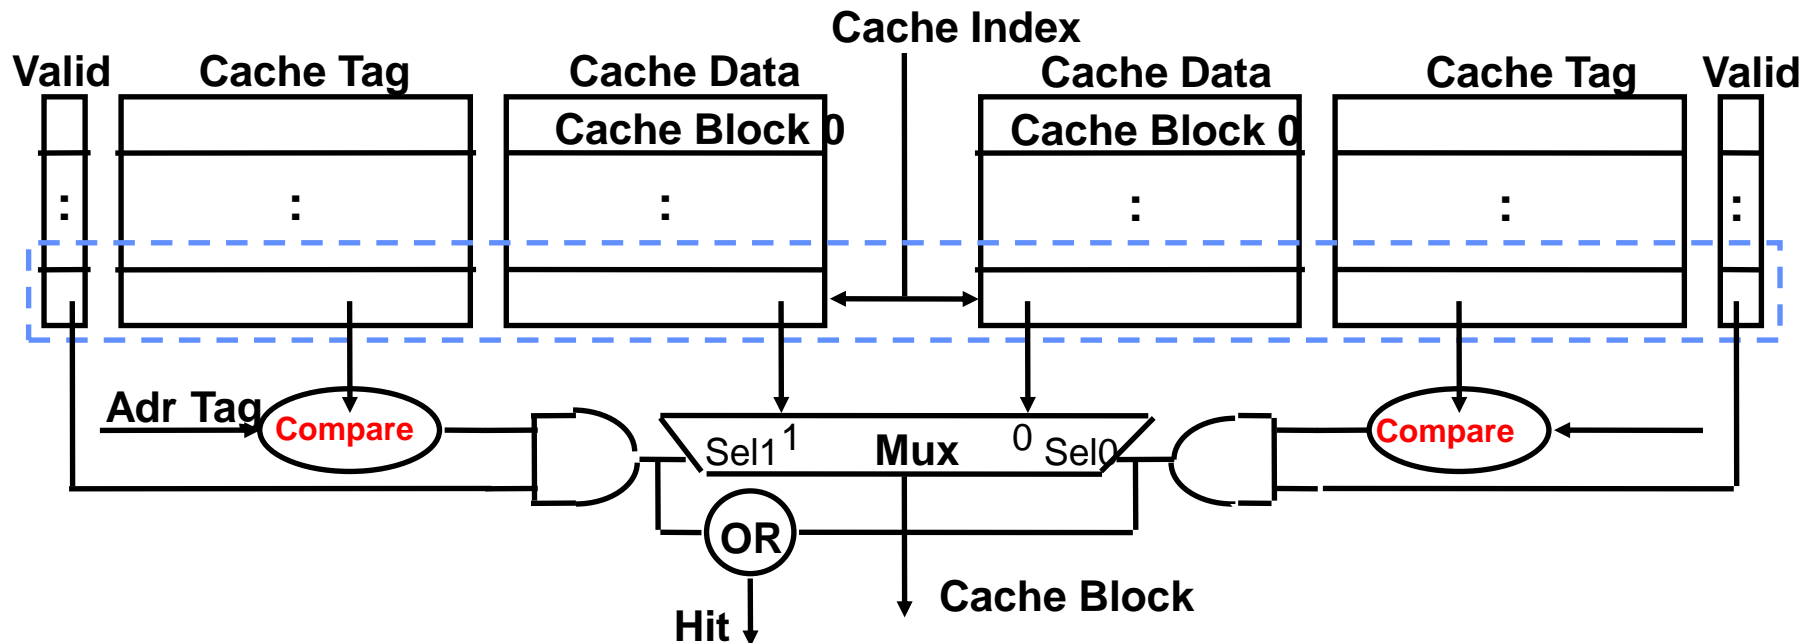 Cache Index
Valid Cache Tag Cache Data Cache Data Cache Tag Valid
Cache Block 0 Cache Block 0
: : : : : :
Adr Tag
Compare Sel1 1 Mux 0 Sel0 Compare
OR
Cache Block
Hit